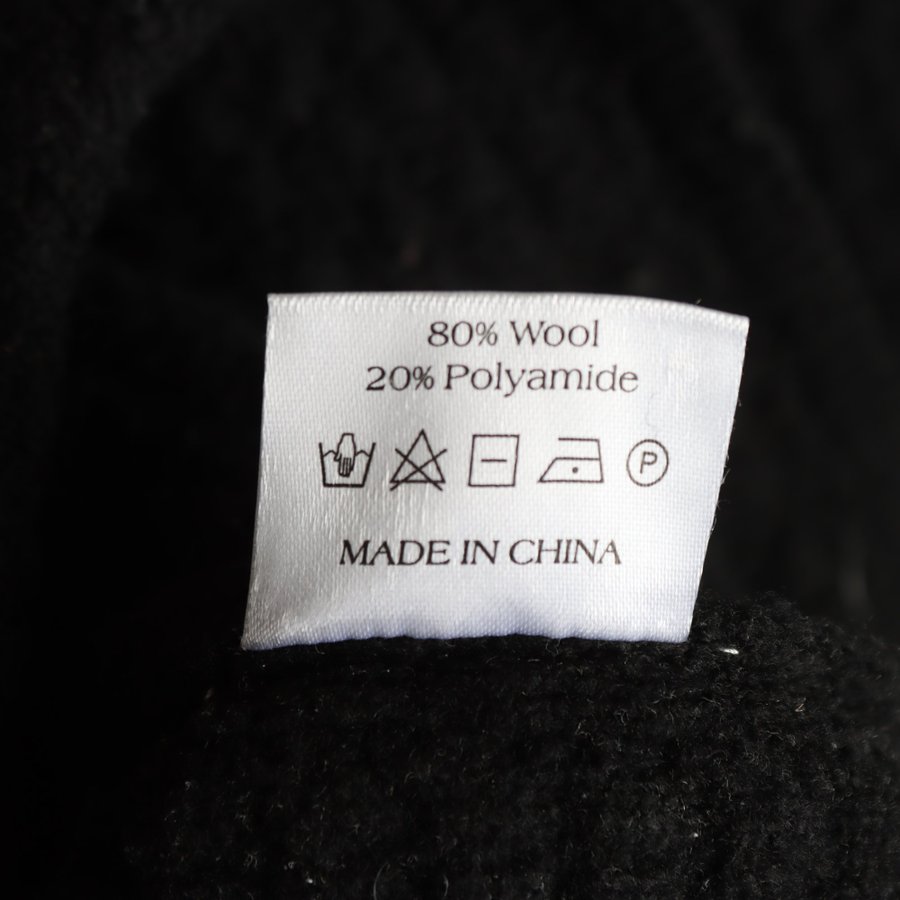 80% Wool
20% Polyamide
P
MADE IN CHINA